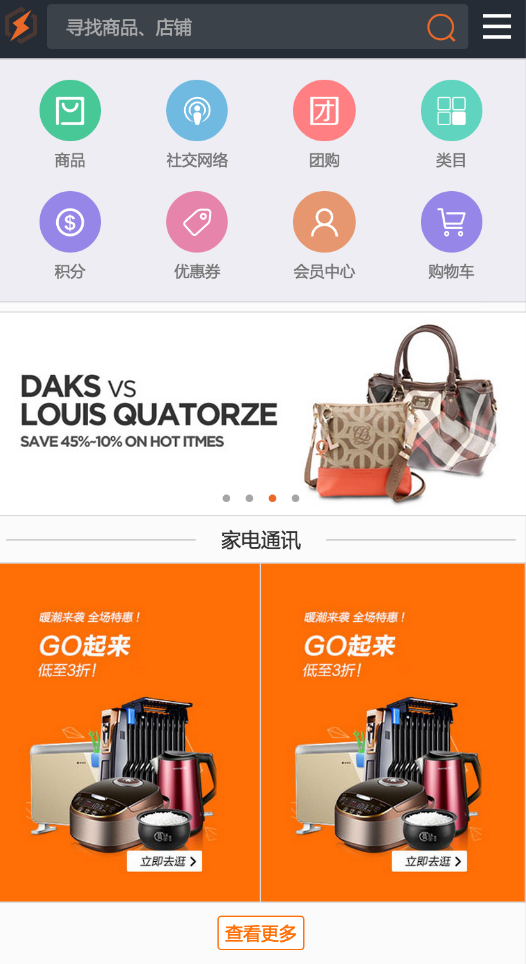 寻找商品、店铺
团
商品 社交网络 团购 类目
$
积分 优惠券 会员中心 购物车
DAKS VS
LOUIS QUATORZE
SAVE 45%~10% ON HOT ITMES
家电通讯
暖潮来袭 全场特惠！
GO起来
低至3折！
立即去逛
暖潮来袭 全场特惠！
GO起来
低至3折！
立即去逛
查看更多